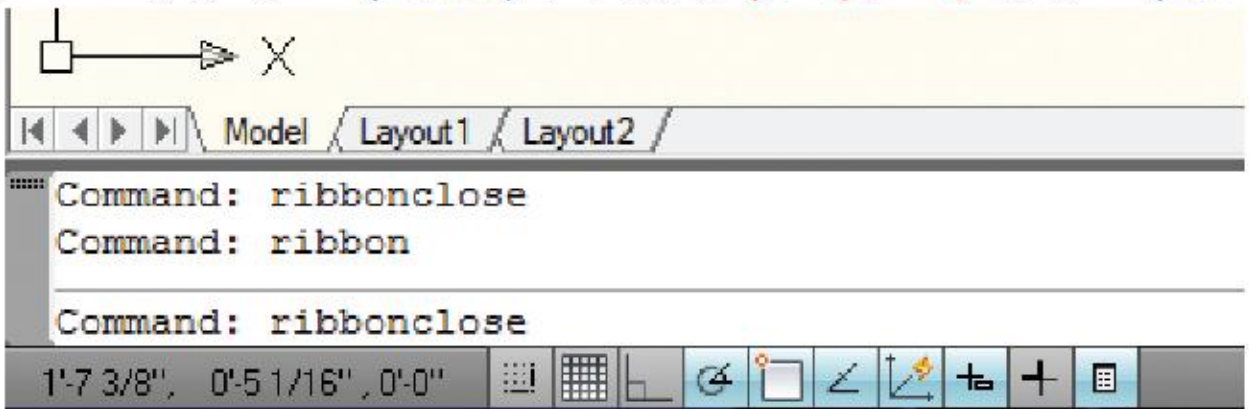 X
Model Layout1 Layout2
Command: ribbonclose
Command: ribbon
Command: ribbonclose
1'-7 3/8", 0'-5 1/16" , 0'-0"